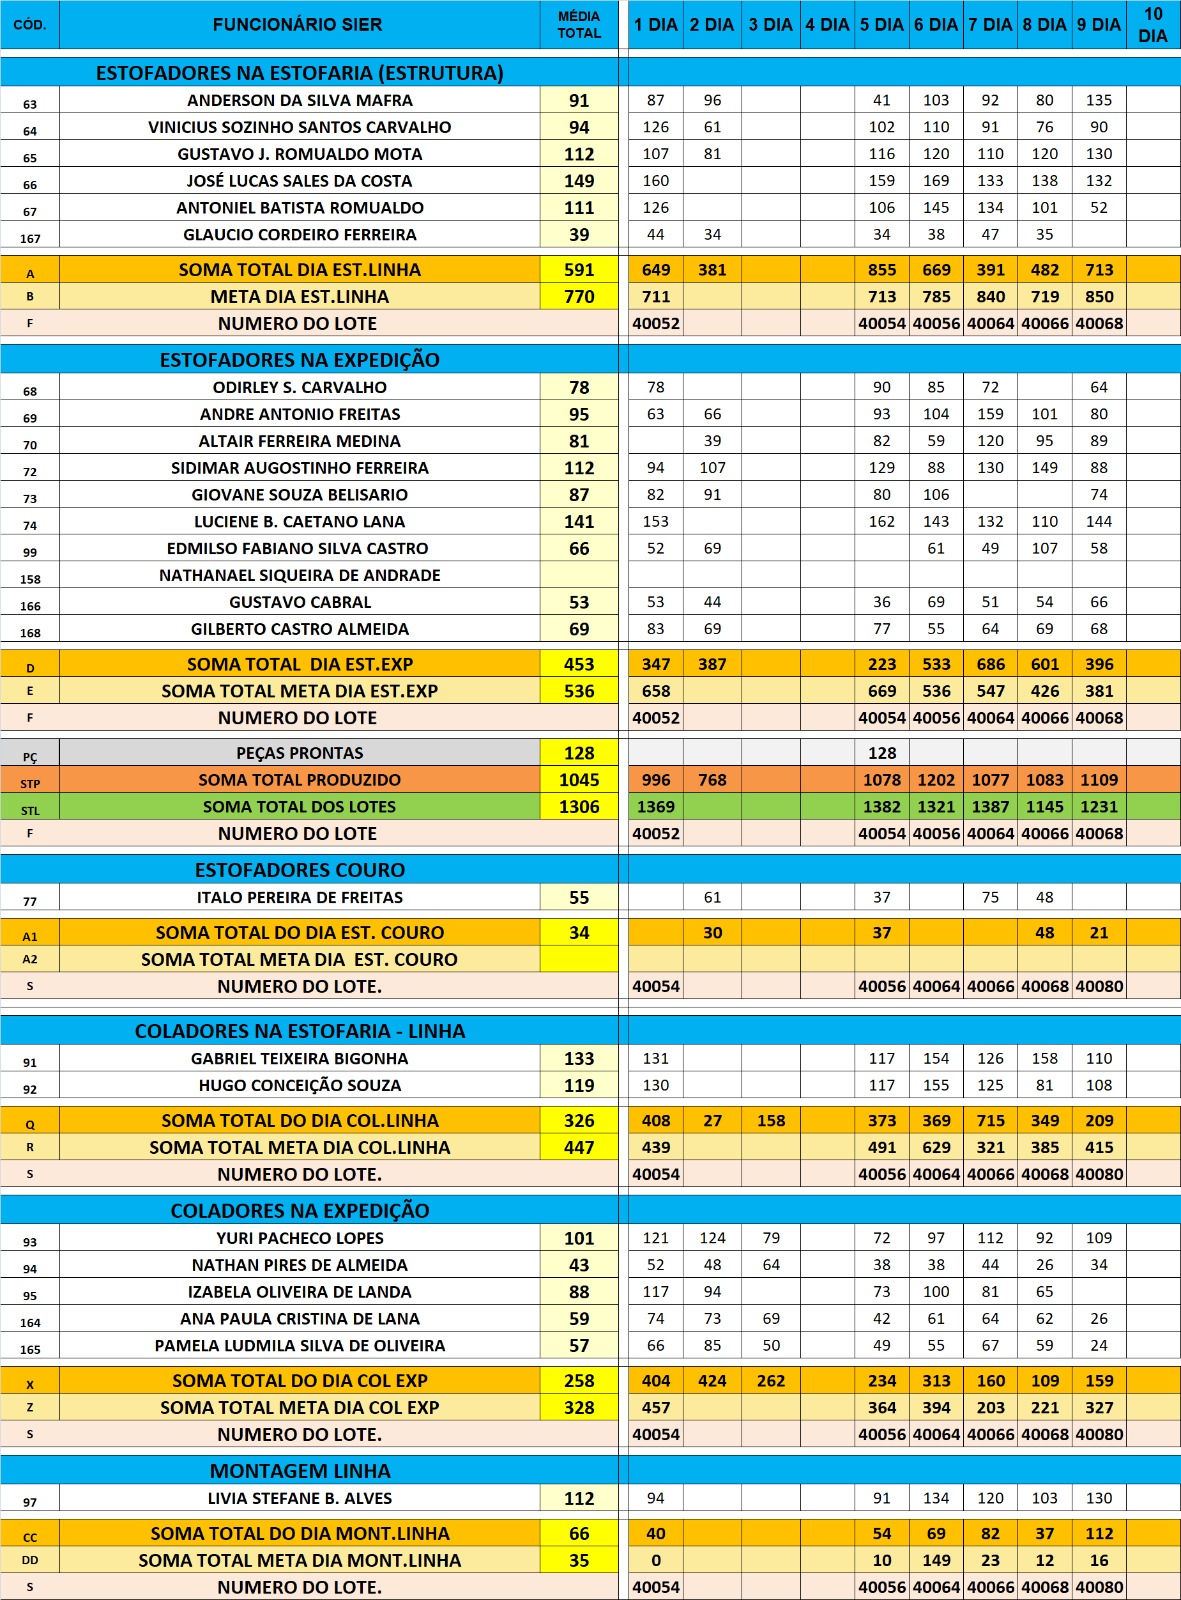 CÓD. FUNCIONÁRIO SIER MÉDIA TOTAL 1 DIA 2 DIA 3 DIA 4 DIA 5 DIA 6 DIA 7 DIA 8 DIA 9 DIA 10 DIA
ESTOFADORES NA ESTOFARIA (ESTRUTURA)
63 ANDERSON DA SILVA MAFRA 91 87 96 41 103 92 80 135
64 VINICIUS SOZINHO SANTOS CARVALHO 94 126 61 102 110 91 76 90
65 GUSTAVO J. ROMUALDO MOTA 112 107 81 116 120 110 120 130
66 JOSÉ LUCAS SALES DA COSTA 149 160 159 169 133 138 132
67 ANTONIEL BATISTA ROMUALDO 111 126 106 145 134 101 52
167 GLAUCIO CORDEIRO FERREIRA 39 44 34 34 38 47 35
A SOMA TOTAL DIA EST.LINHA 591 649 381 855 669 391 482 713
B META DIA EST.LINHA 770 711 713 785 840 719 850
F NUMERO DO LOTE 40052 40054 40056 40064 40066 40068
ESTOFADORES NA EXPEDIÇÃO
68 ODIRLEY S. CARVALHO 78 78 90 85 72 64
69 ANDRE ANTONIO FREITAS 95 63 66 93 104 159 101 80
70 ALTAIR FERREIRA MEDINA 81 39 82 59 120 95 89
72 SIDIMAR AUGOSTINHO FERREIRA 112 94 107 129 88 130 149 88
73 GIOVANE SOUZA BELISARIO 87 82 91 80 106 74
74 LUCIENE B. CAETANO LANA 141 153 162 143 132 110 144
99 EDMILSO FABIANO SILVA CASTRO 66 52 69 61 49 107 58
158 NATHANAEL SIQUEIRA DE ANDRADE
166 GUSTAVO CABRAL 53 53 44 36 69 51 54 66
168 GILBERTO CASTRO ALMEIDA 69 83 69 77 55 64 69 68
D SOMA TOTAL DIA EST.EXP 453 347 387 223 533 686 601 396
E SOMA TOTAL META DIA EST.EXP 536 658 669 536 547 426 381
F NUMERO DO LOTE 40052 40054 40056 40064 40066 40068
PÇ PEÇAS PRONTAS 128 128
STP SOMA TOTAL PRODUZIDO 1045 996 768 1078 1202 1077 1083 1109
STL SOMA TOTAL DOS LOTES 1306 1369 1382 1321 1387 1145 1231
F NUMERO DO LOTE 40052 40054 40056 40064 40066 40068
ESTOFADORES COURO
77 ITALO PEREIRA DE FREITAS 55 61 37 75 48
A1 SOMA TOTAL DO DIA EST. COURO 34 30 37 48 21
A2 SOMA TOTAL META DIA EST. COURO
S NUMERO DO LOTE. 40054 40056 40064 40066 40068 40080
COLADORES NA ESTOFARIA - LINHA
91 GABRIEL TEIXEIRA BIGONHA 133 131 117 154 126 158 110
92 HUGO CONCEIÇÃO SOUZA 119 130 117 155 125 81 108
Q SOMA TOTAL DO DIA COL.LINHA 326 408 27 158 373 369 715 349 209
R SOMA TOTAL META DIA COL.LINHA 447 439 491 629 321 385 415
S NUMERO DO LOTE. 40054 40056 40064 40066 40068 40080
COLADORES NA EXPEDIÇÃO
93 YURI PACHECO LOPES 101 121 124 79 72 97 112 92 109
94 NATHAN PIRES DE ALMEIDA 43 52 48 64 38 38 44 26 34
95 IZABELA OLIVEIRA DE LANDA 88 117 94 73 100 81 65
164 ANA PAULA CRISTINA DE LANA 59 74 73 69 42 61 64 62 26
165 PAMELA LUDMILA SILVA DE OLIVEIRA 57 66 85 50 49 55 67 59 24
X SOMA TOTAL DO DIA COL EXP 258 404 424 262 234 313 160 109 159
Z SOMA TOTAL META DIA COL EXP 328 457 364 394 203 221 327
S NUMERO DO LOTE. 40054 40056 40064 40066 40068 40080
MONTAGEM LINHA
97 LIVIA STEFANE B. ALVES 112 94 91 134 120 103 130
CC SOMA TOTAL DO DIA MONT.LINHA 66 40 54 69 82 37 112
DD SOMA TOTAL META DIA MONT.LINHA 35 0 10 149 23 12 16
S NUMERO DO LOTE. 40054 40056 40064 40066 40068 40080